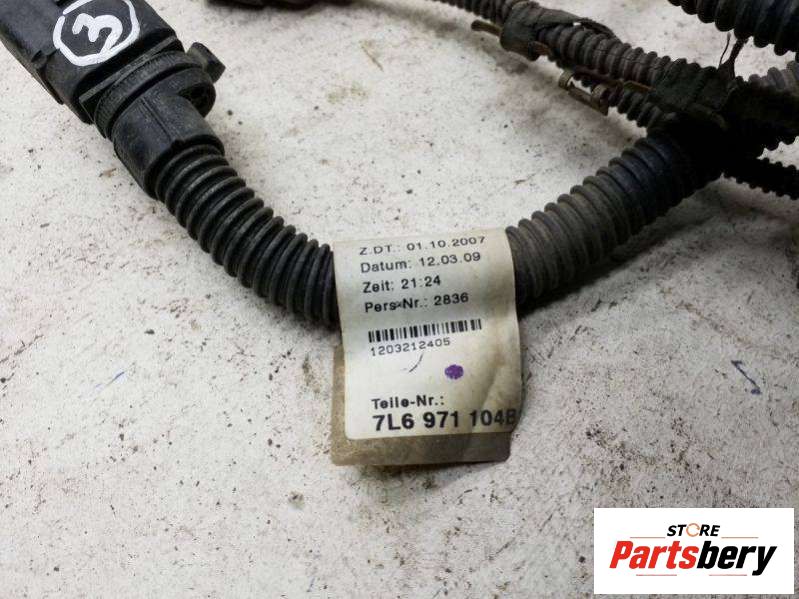 3
Z.DT.: 01.10.2007
Datum: 12.03.09
Zeit: 21:24
Pers-Nr.: 2836
1203212405
Teile-Nr.:
7L6 971 104B
STORE
Partsbery